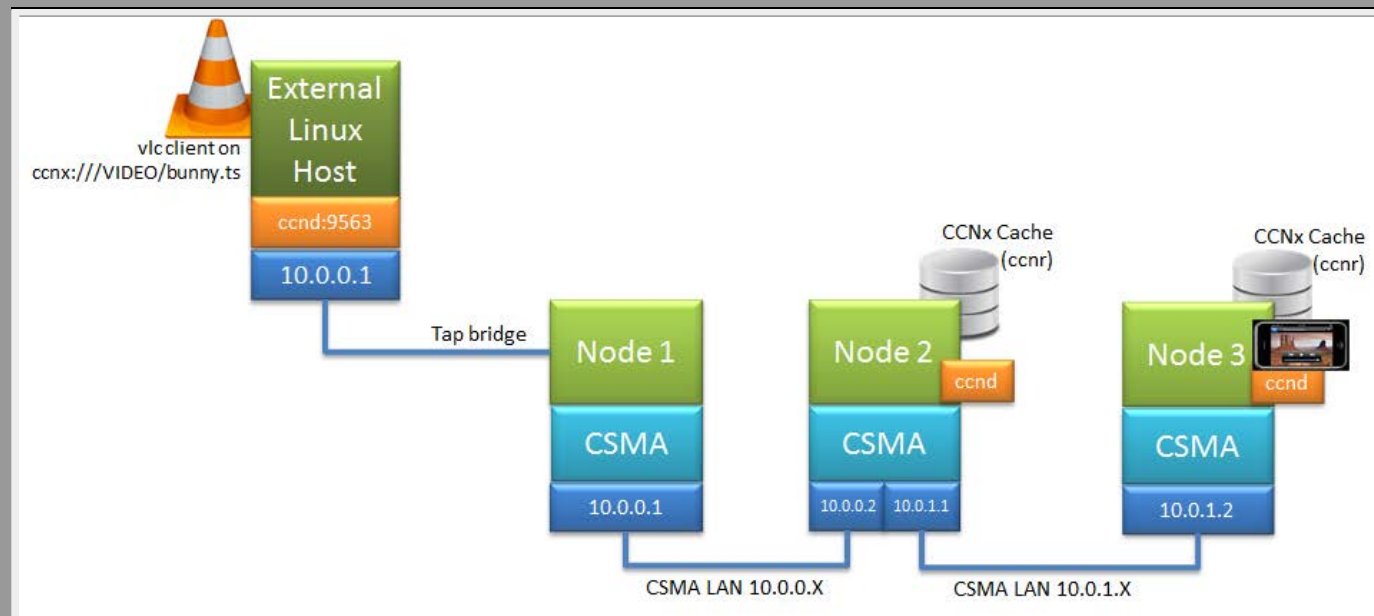 External
Linux
Host
vlc client on
ccnx:///VIDEO/bunny.ts
ccnd:9563
10.0.0.1
Tap bridge
Node 1
CSMA
10.0.0.1
CCNx Cache
(ccnr)
Node 2
ccnd
CSMA
10.0.0.2
10.0.1.1
CCNx Cache
(ccnr)
Node 3
ccnd
CSMA
10.0.1.2
CSMA LAN 10.0.0.X
CSMA LAN 10.0.1.X